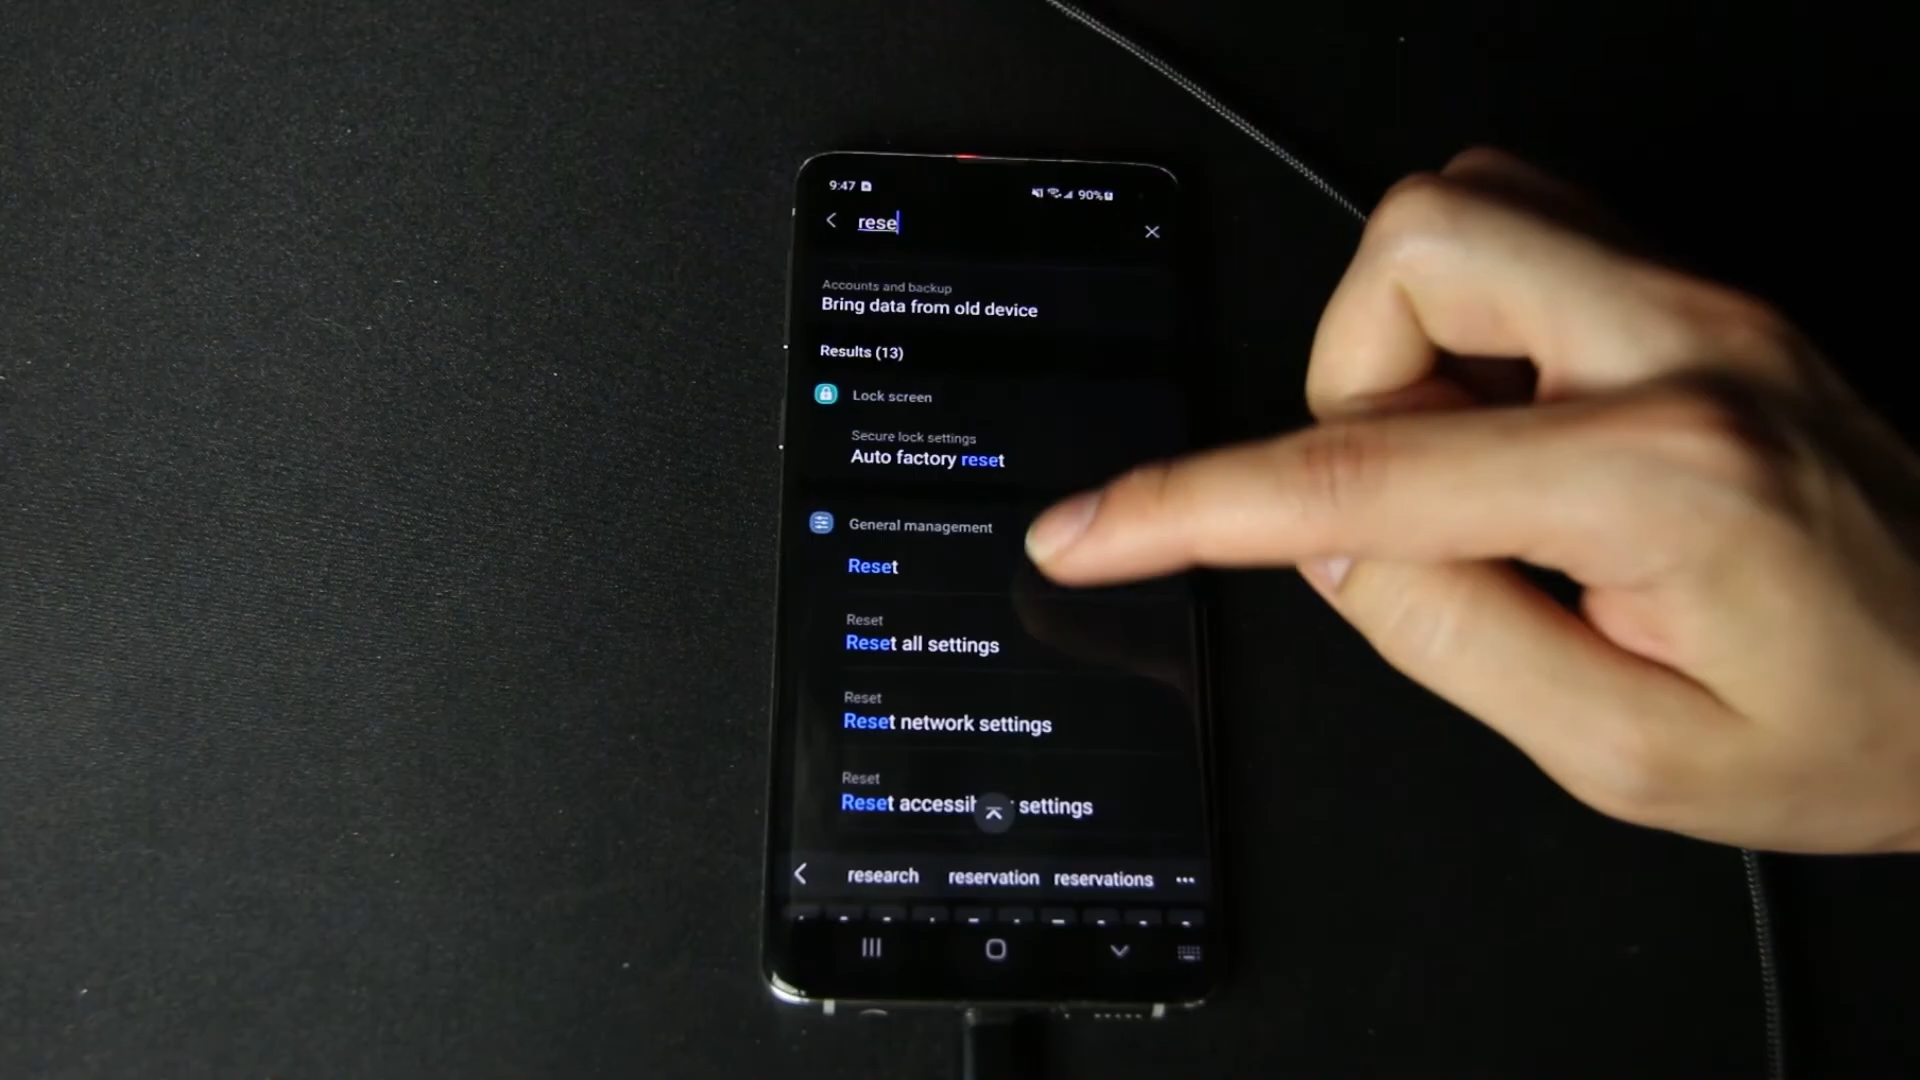 9:47
90%
rese
Accounts and backup
Bring data from old device
Results (13)
Lock screen
Secure lock settings
Auto factory reset
General management
Reset
Reset
Reset all settings
Reset
Reset network settings
Reset
Reset settings
research reservation reservations